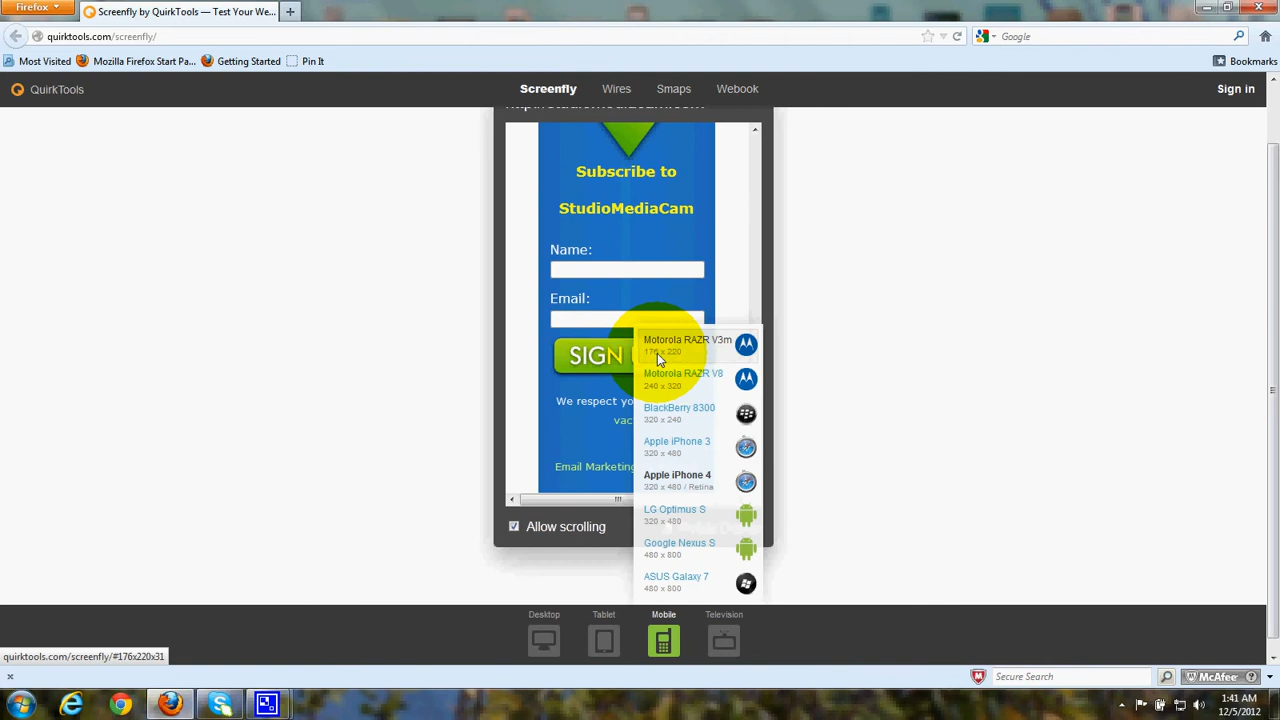 Firefox
Screenfly by QuirkTools — Test Your We...
quirktools.com/screenfly/
Google
Most Visited
Mozilla Firefox Start Pa...
Getting Started
Pin It
Bookmarks
QuirkTools
Screenfly
Wires
Smaps
Webook
Sign in
Subscribe to
StudioMediaCam
Name:
Email:
SIGN
We respect you
vac
Email Marketing
Motorola RAZR V3m
176 x 220
Motorola RAZR V8
240 x 320
BlackBerry 8300
320 x 240
Apple iPhone 3
320 x 480
Apple iPhone 4
320 x 480 / Retina
LG Optimus S
320 x 480
Google Nexus S
480 x 800
ASUS Galaxy 7
480 x 800
Allow scrolling
Desktop
Tablet
Mobile
Television
quirktools.com/screenfly/#176x220x31
Secure Search
McAfee
1:41 AM
12/5/2012